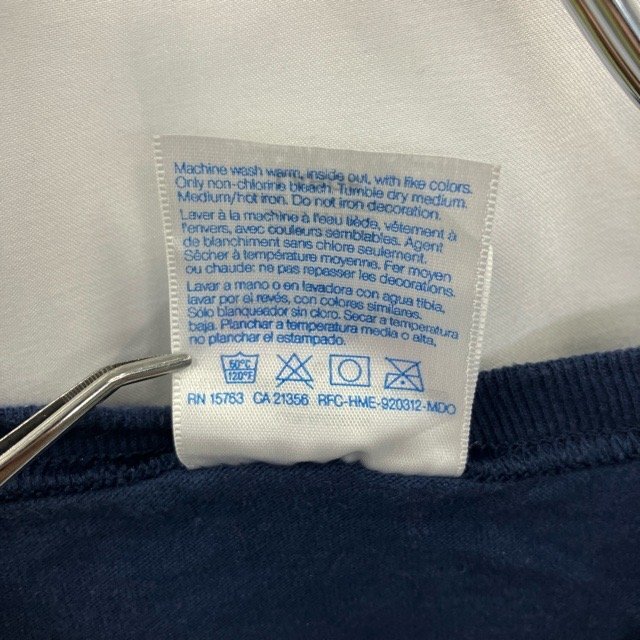 Machine wash warm, inside out, with like colors.
Only non-chlorine bleach. Tumble dry medium.
Medium/hot iron. Do not iron decoration.
Laver à la machine à l'eau tiède, vêtement à
l'envers, avec couleurs semblables. Agent
de blanchiment sans chlore seulement.
Sécher à température moyenne. Fer moyen
ou chaude: ne pas repasser les decorations.
Lavar a mano o en lavadora con agua tibia,
lavar por el revés, con colores similares.
Sólo blanqueador sin cloro. Secar a temperatura
baja. Planchar a temperatura media o alta,
no planchar el estampado.
50°C
120°F
RN 15763 CA 21356 RFC-HME-920312-MDO